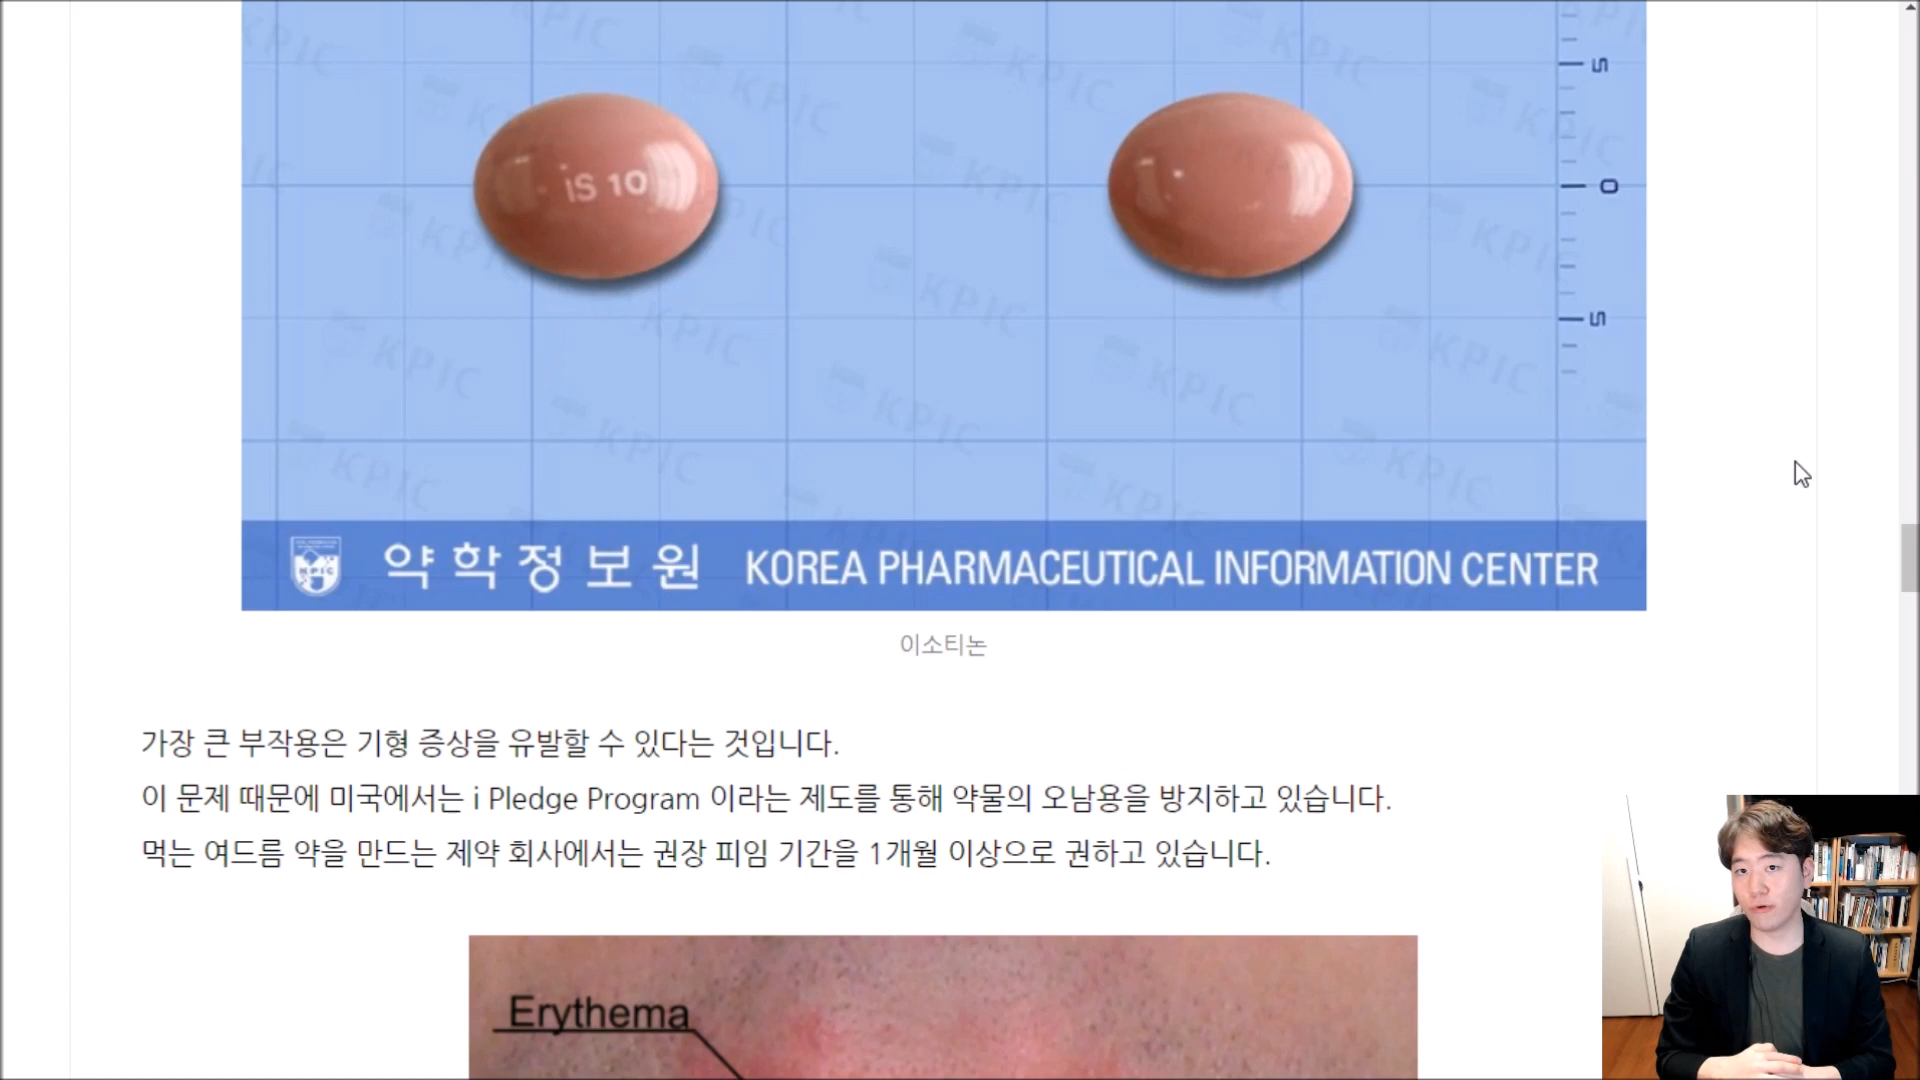 5
iS 10
0
5
약학정보원 KOREA PHARMACEUTICAL INFORMATION CENTER
이소티논
가장 큰 부작용은 기형 증상을 유발할 수 있다는 것입니다.
이 문제 때문에 미국에서는 i Pledge Program 이라는 제도를 통해 약물의 오남용을 방지하고 있습니다.
먹는 여드름 약을 만드는 제약 회사에서는 권장 피임 기간을 1개월 이상으로 권하고 있습니다.
Erythema